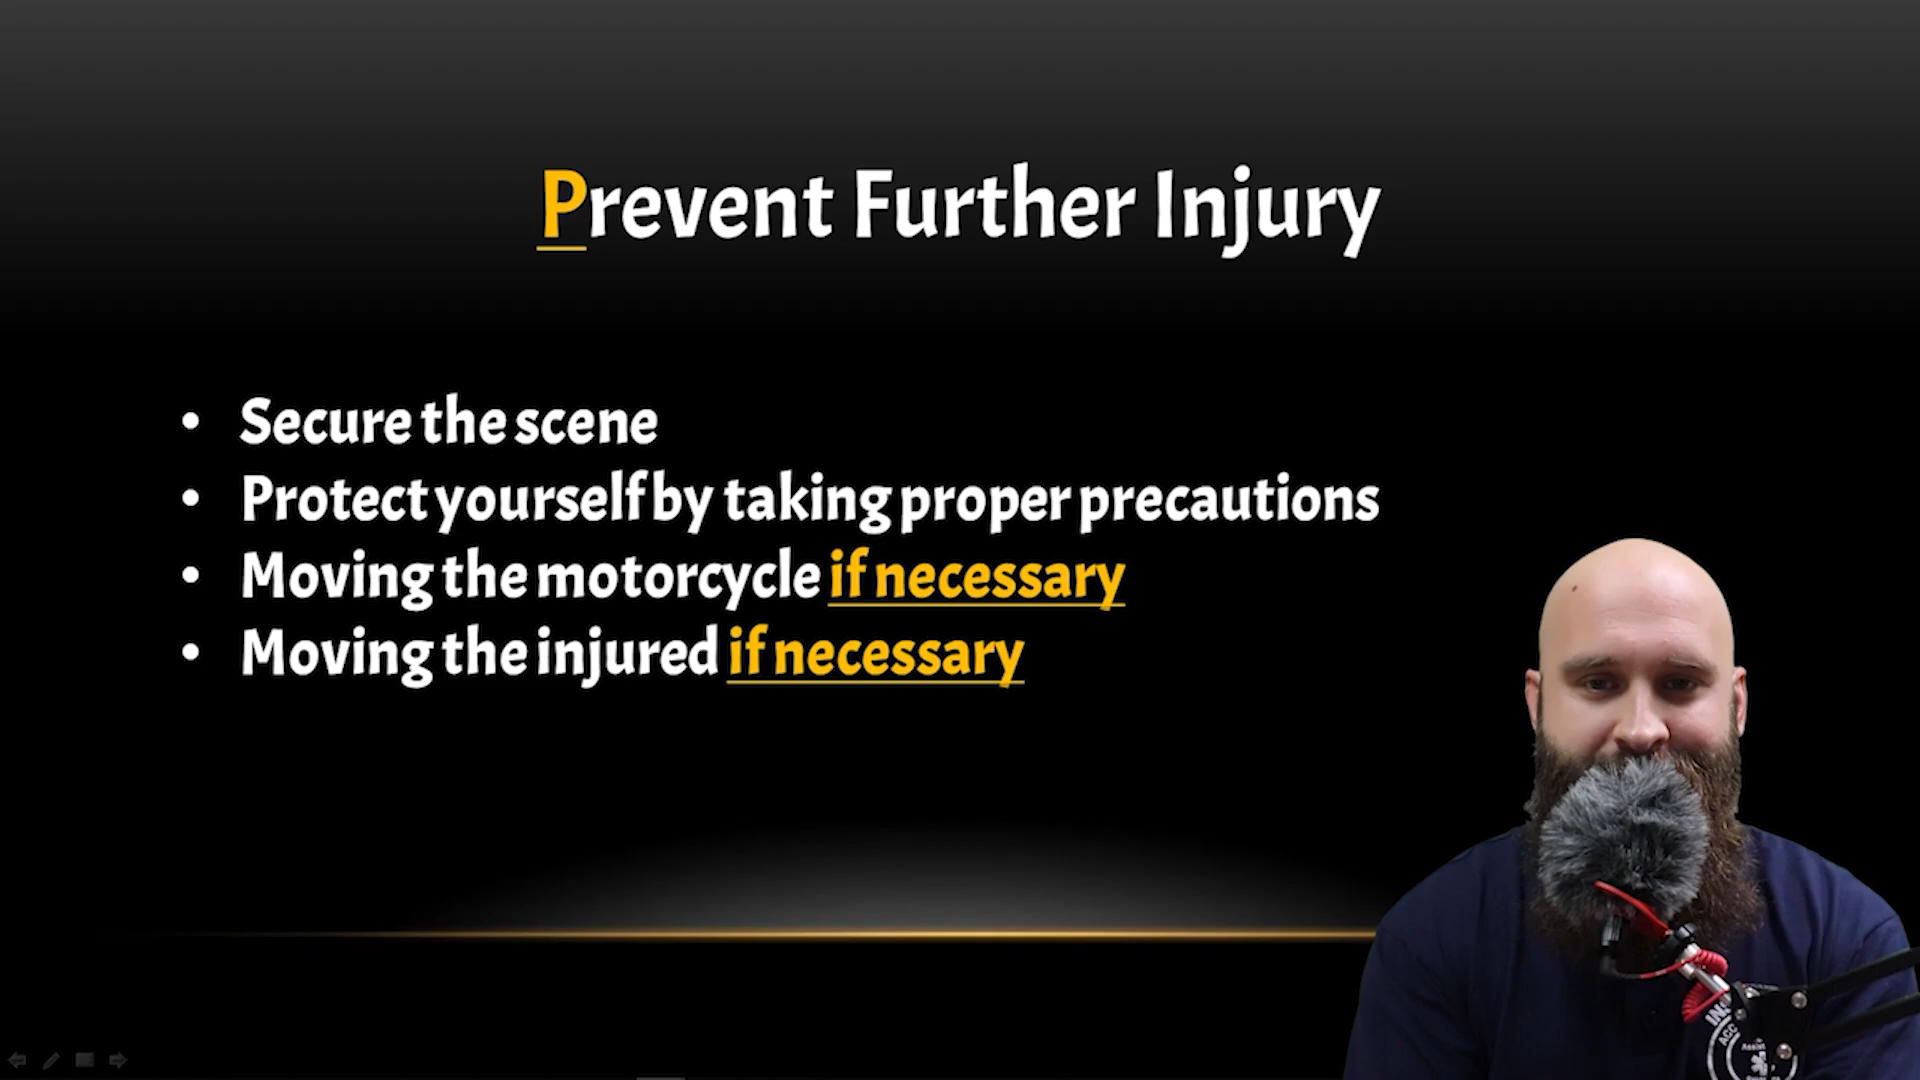 Prevent Further Injury
• Secure the scene
• Protect yourself by taking proper precautions
• Moving the motorcycle if necessary
• Moving the injured if necessary